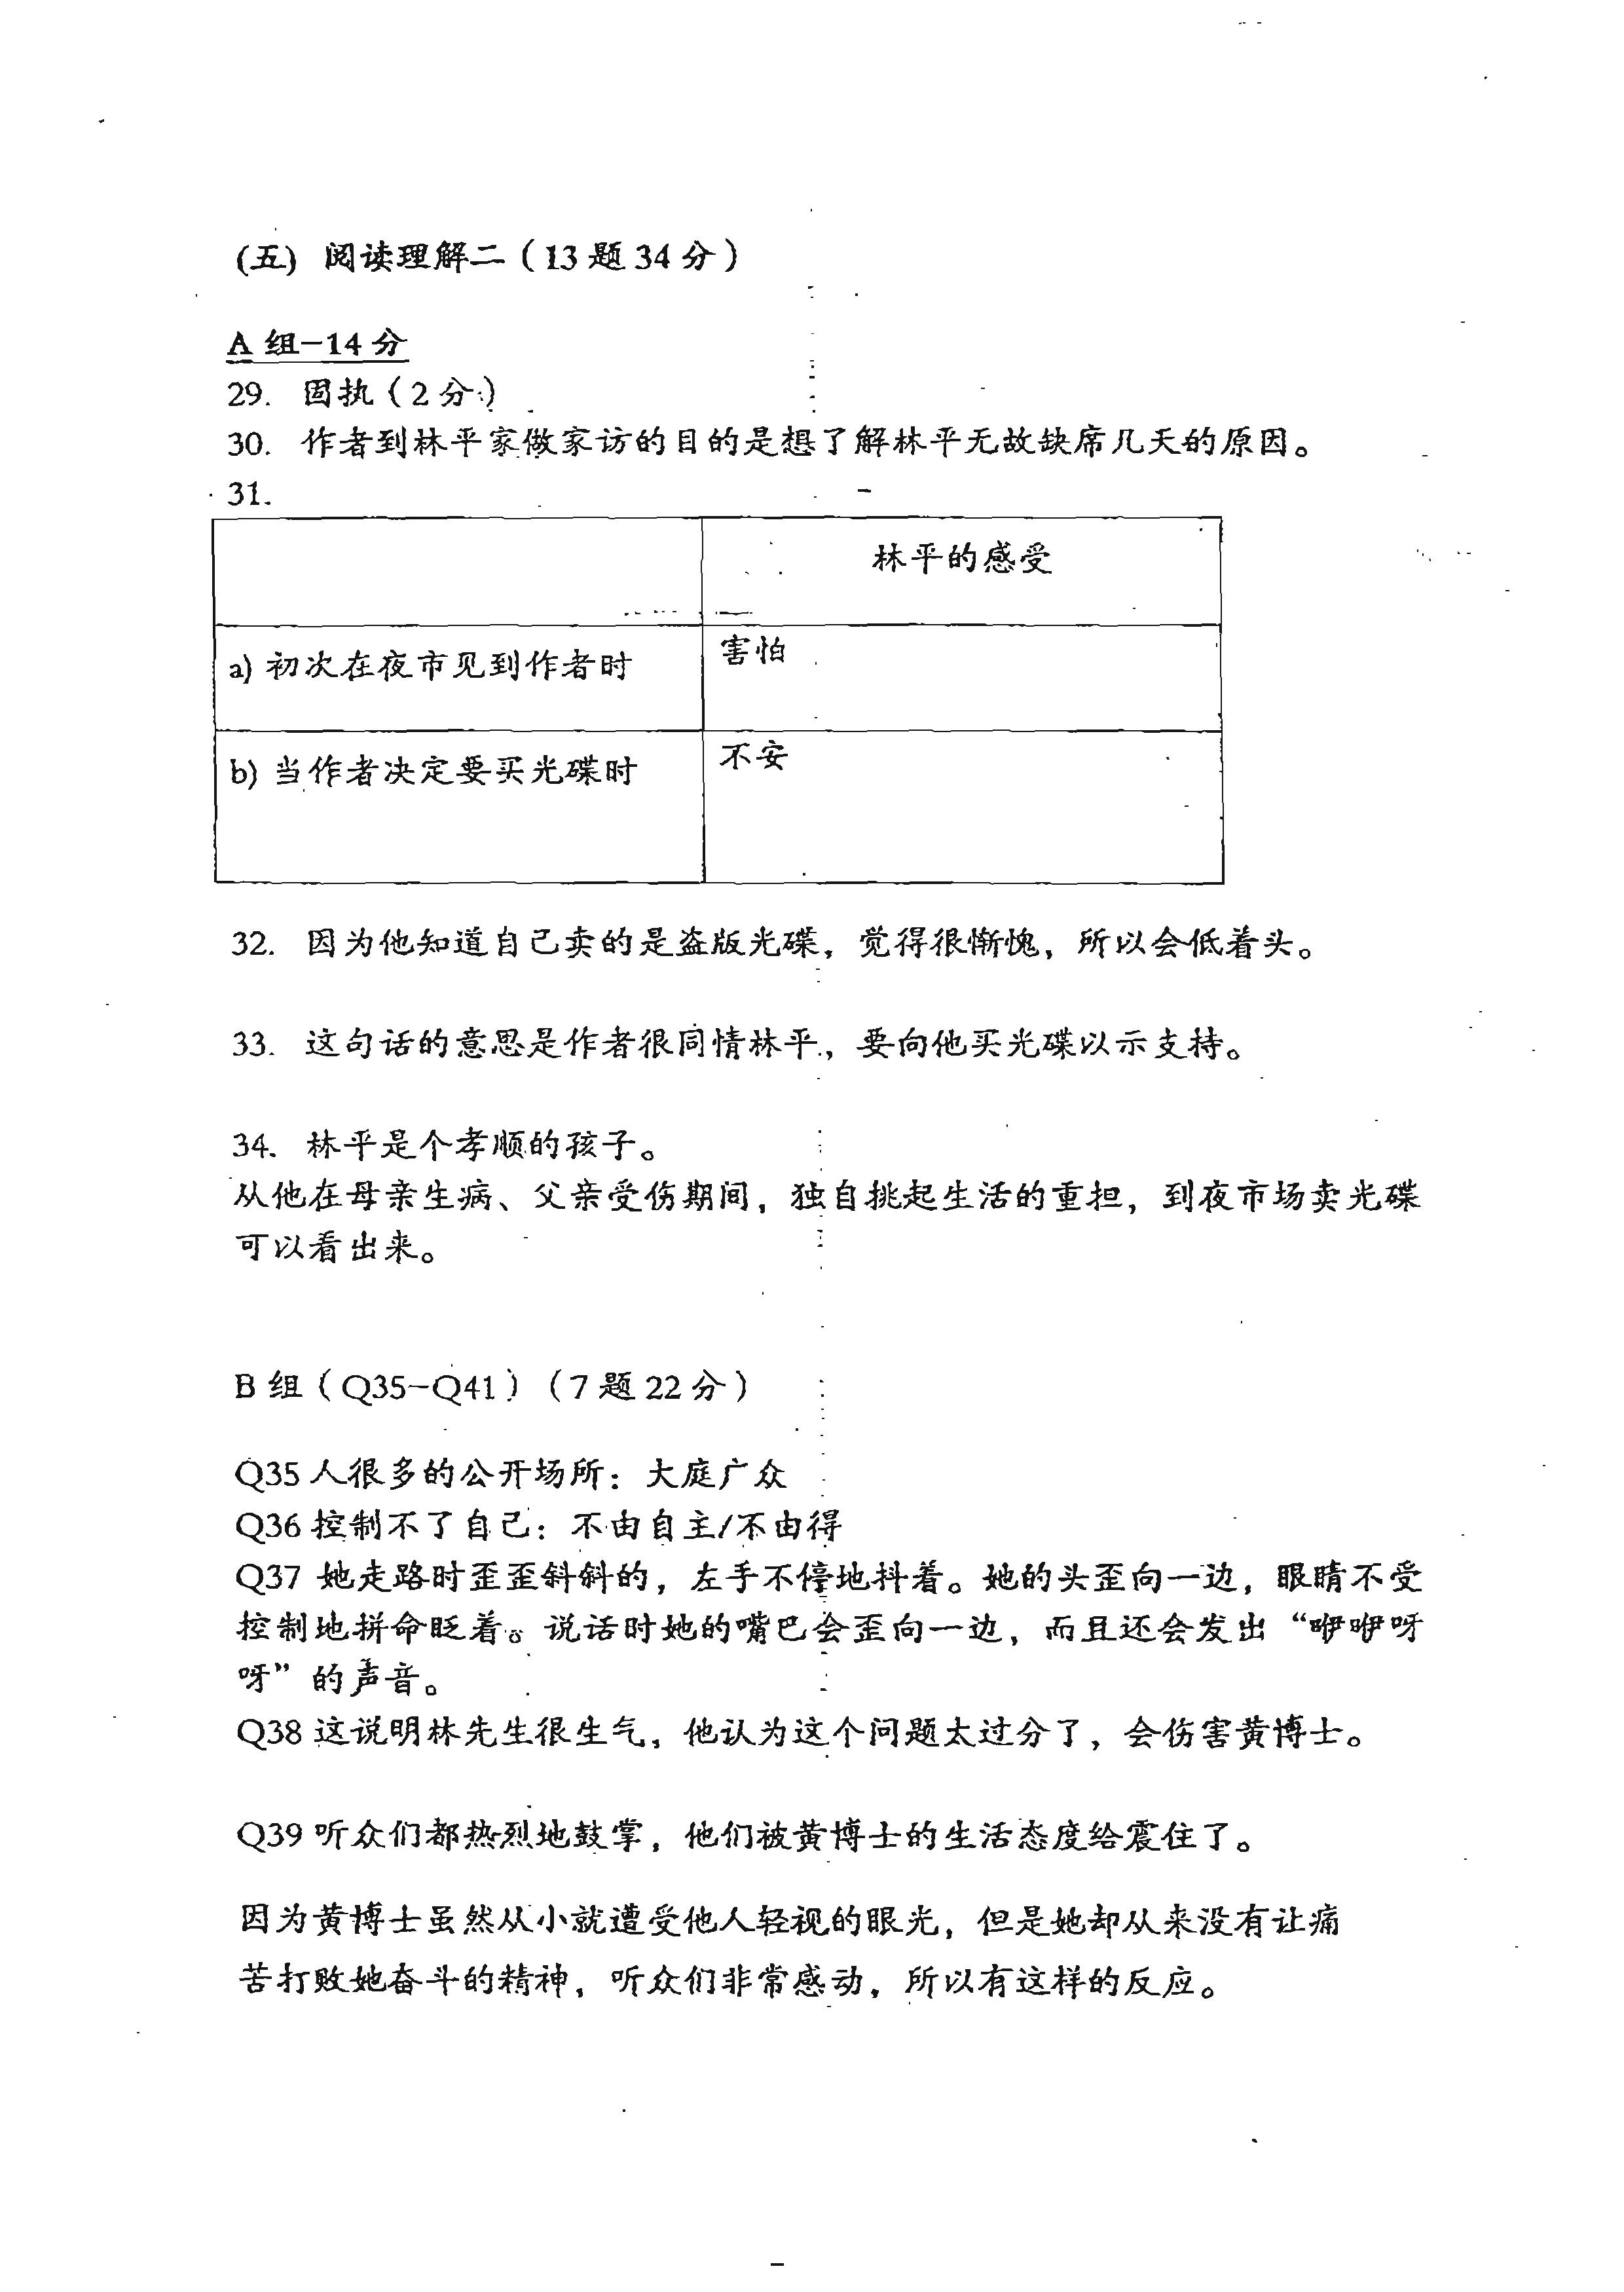 (五) 阅读理解二（13 题 34 分）
A 组-14 分
29. 固执（2 分）
30. 作者到林平家做家访的目的是想了解林平无故缺席几天的原因。
31.
林平的感受
a) 初次在夜市见到作者时
害怕
b) 当作者决定要买光碟时
不安
32. 因为他知道自己卖的是盗版光碟，觉得很惭愧，所以会低着头。
33. 这句话的意思是作者很同情林平，要向他买光碟以示支持。
34. 林平是个孝顺的孩子。
从他在母亲生病、父亲受伤期间，独自挑起生活的重担，到夜市场卖光碟
可以看出来。
B 组（Q35-Q41）（7 题 22 分）
Q35 人很多的公开场所：大庭广众
Q36 控制不了自己：不由自主/不由得
Q37 她走路时歪歪斜斜的，左手不停地抖着。她的头歪向一边，眼睛不受
控制地拼命眨着。说话时她的嘴巴会歪向一边，而且还会发出“咿咿呀
呀”的声音。
Q38 这说明林先生很生气，他认为这个问题太过分了，会伤害黄博士。
Q39 听众们都热烈地鼓掌，他们被黄博士的生活态度给震住了。
因为黄博士虽然从小就遭受他人轻视的眼光，但是她却从来没有让痛
苦打败她奋斗的精神，听众们非常感动，所以有这样的反应。